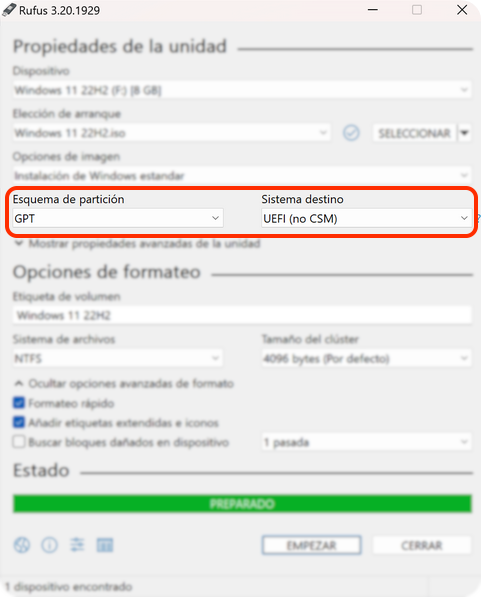 Rufus 3.20.1929
Propiedades de la unidad
Dispositivo
Windows 11 22H2 (F:) [8 GB]
Elección de arranque
Windows 11 22H2.iso SELECCIONAR
Opciones de imagen
Instalación de Windows estandar
Esquema de partición Sistema destino
GPT UEFI (no CSM) ?
Mostrar propiedades avanzadas de la unidad
Opciones de formateo
Etiqueta de volumen
Windows 11 22H2
Sistema de archivos Tamaño del clúster
NTFS 4096 bytes (Por defecto)
Ocultar opciones avanzadas de formato
Formateo rápido
Añadir etiquetas extendidas e iconos
Buscar bloques dañados en dispositivo 1 pasada
Estado
PREPARADO
EMPEZAR CERRAR
1 dispositivo encontrado